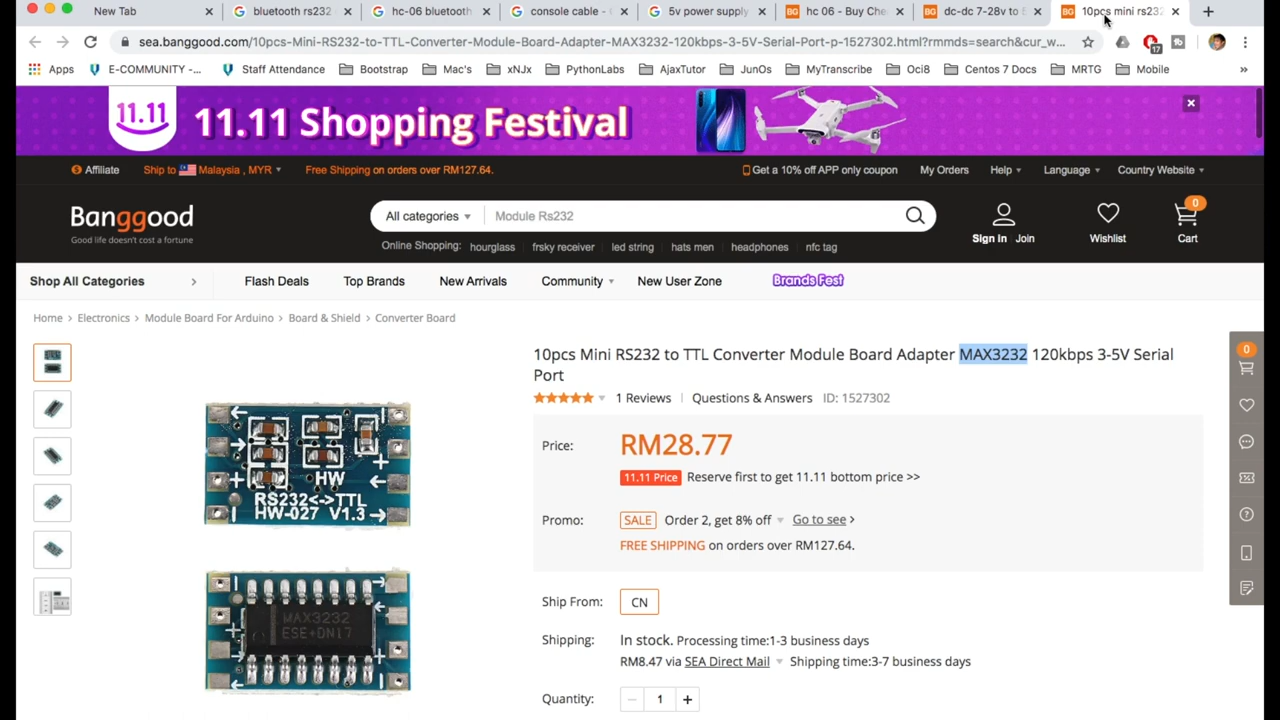 New Tab
bluetooth rs232
hc-06 bluetooth
console cable -
5v power supply
hc 06 - Buy Che
dc-dc 7-28v to
10pcs mini rs232
sea.banggood.com/10pcs-Mini-RS232-to-TTL-Converter-Module-Board-Adapter-MAX3232-120kbps-3-5V-Serial-Port-p-1527302.html?rmmds=search&cur_w...
17
Apps
E-COMMUNITY -...
Staff Attendance
Bootstrap
Mac's
xNJx
PythonLabs
AjaxTutor
JunOs
MyTranscribe
Oci8
Centos 7 Docs
MRTG
Mobile
»
11.11
11.11 Shopping Festival
Affiliate
Ship to Malaysia , MYR
Free Shipping on orders over RM127.64.
Get a 10% off APP only coupon
My Orders
Help
Language
Country Website
Banggood
Good life doesn't cost a fortune
All categories
Module Rs232
Online Shopping:
hourglass
frsky receiver
led string
hats men
headphones
nfc tag
Sign In | Join
Wishlist
0
Cart
Shop All Categories
Flash Deals
Top Brands
New Arrivals
Community
New User Zone
Brands Fest
Home > Electronics > Module Board For Arduino > Board & Shield > Converter Board
10pcs Mini RS232 to TTL Converter Module Board Adapter MAX3232 120kbps 3-5V Serial
Port
1 Reviews
Questions & Answers
ID: 1527302
Price:
RM28.77
11.11 Price
Reserve first to get 11.11 bottom price >>
Promo:
SALE
Order 2, get 8% off
Go to see >
FREE SHIPPING on orders over RM127.64.
Ship From:
CN
Shipping:
In stock. Processing time:1-3 business days
RM8.47 via SEA Direct Mail
Shipping time:3-7 business days
Quantity:
1
+
HW
RS232<->TTL
HW-027 V1.3
MAX3232
ESE+DN17
0